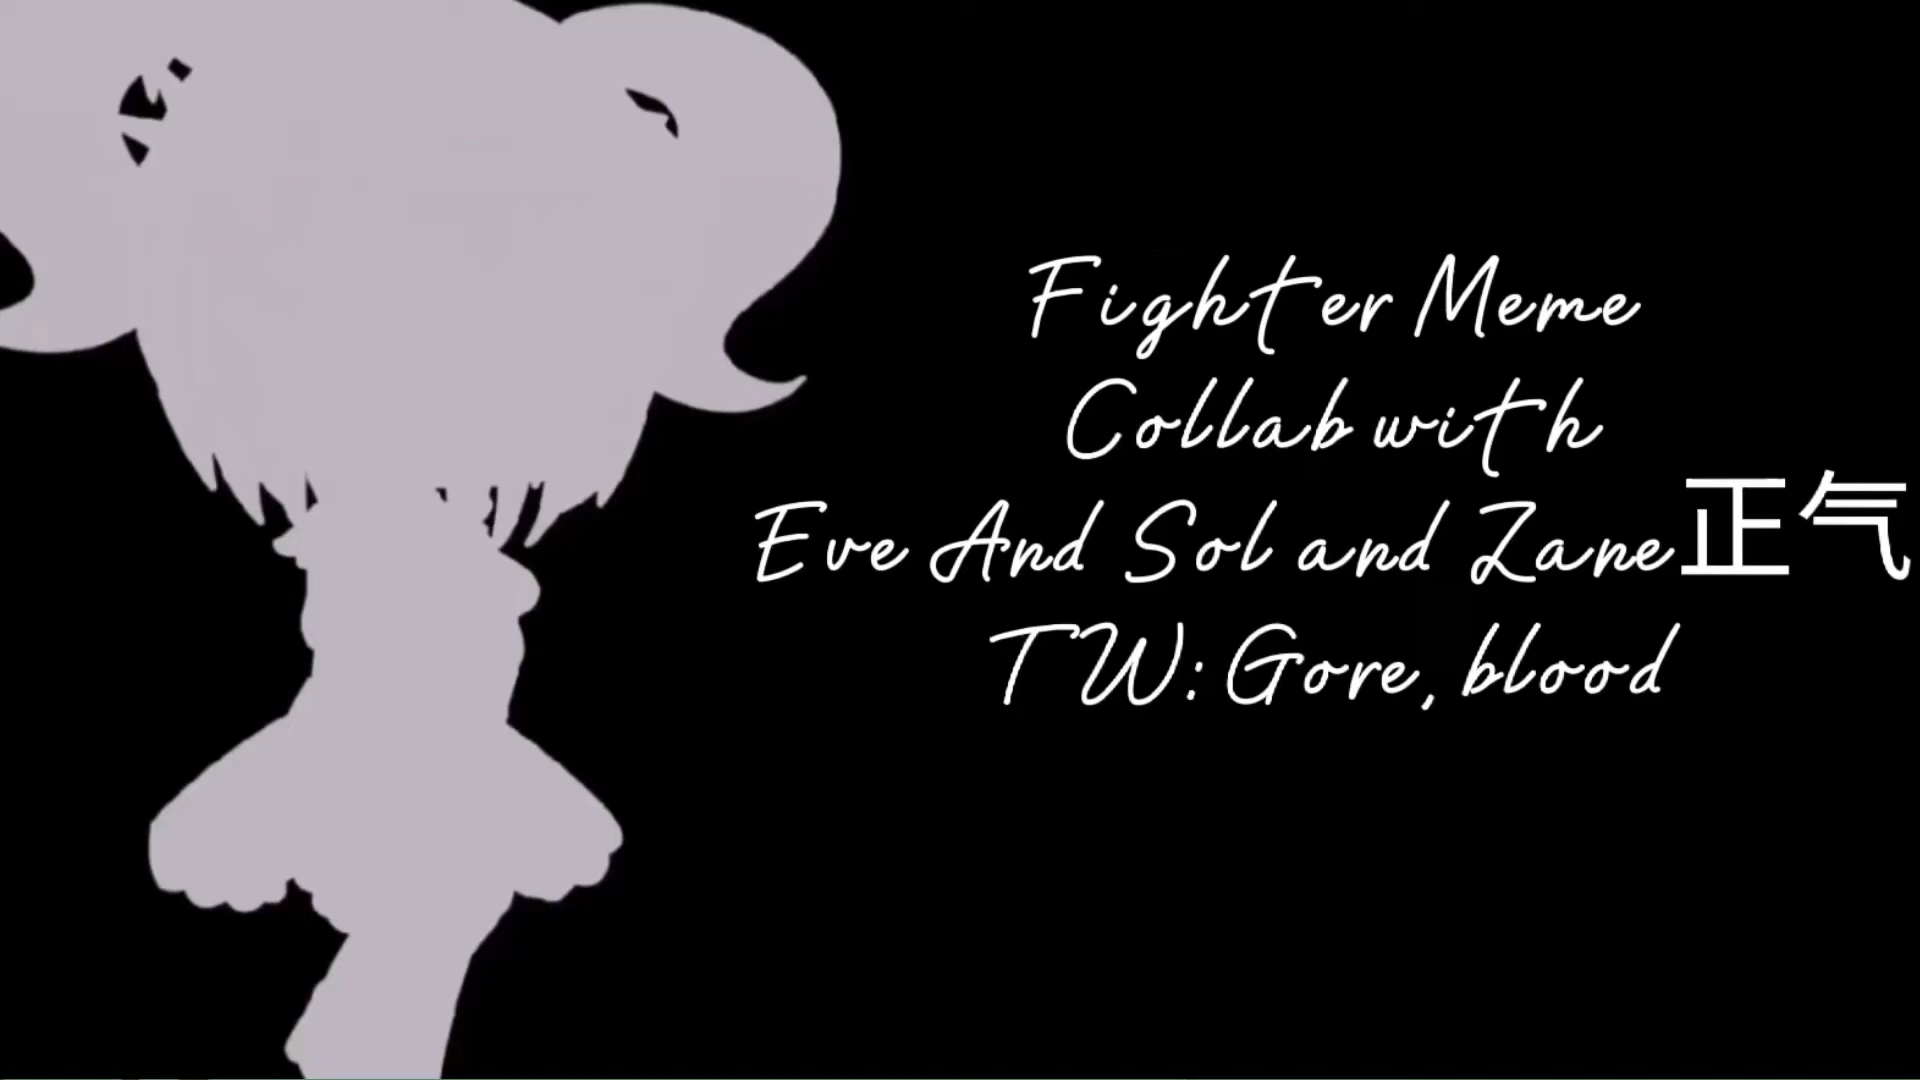 Fighter Meme
Collab with
Eve And Sol and Zane正气
TW: Gore, blood